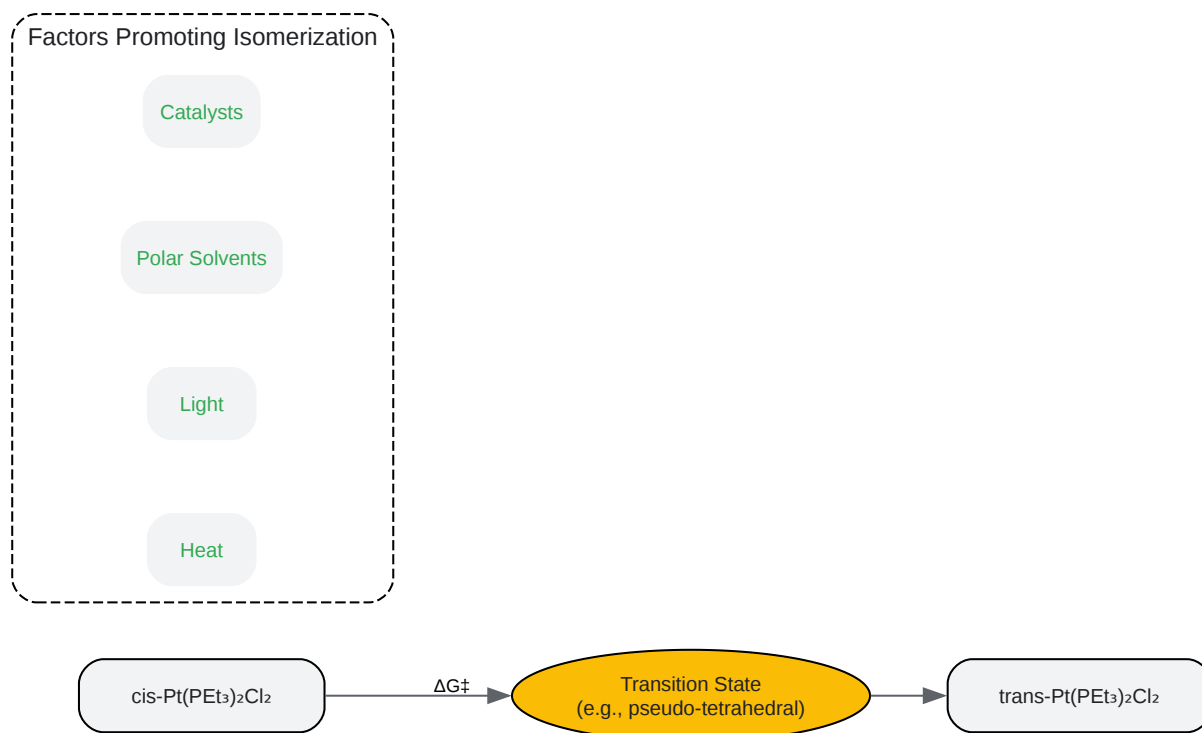 Factors Promoting Isomerization
Catalysts
Polar Solvents
Light
Heat
cis-Pt(PEt₃)₂Cl₂
ΔG‡
Transition State
(e.g., pseudo-tetrahedral)
trans-Pt(PEt₃)₂Cl₂